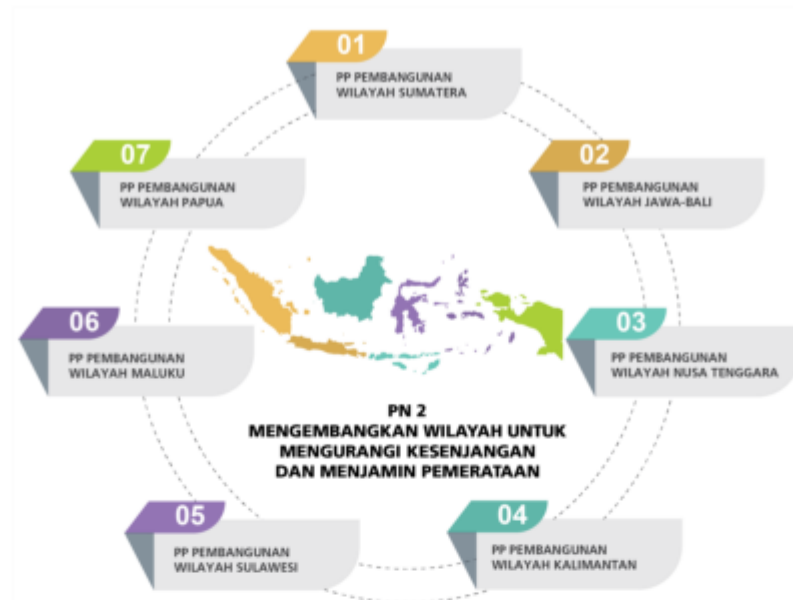 01
PP PEMBANGUNAN
WILAYAH SUMATERA
02
PP PEMBANGUNAN
WILAYAH JAWA-BALI
03
PP PEMBANGUNAN
WILAYAH NUSA TENGGARA
04
PP PEMBANGUNAN
WILAYAH KALIMANTAN
05
PP PEMBANGUNAN
WILAYAH SULAWESI
06
PP PEMBANGUNAN
WILAYAH MALUKU
07
PP PEMBANGUNAN
WILAYAH PAPUA
PN 2
MENGEMBANGKAN WILAYAH UNTUK
MENGURANGI KESENJANGAN
DAN MENJAMIN PEMERATAAN